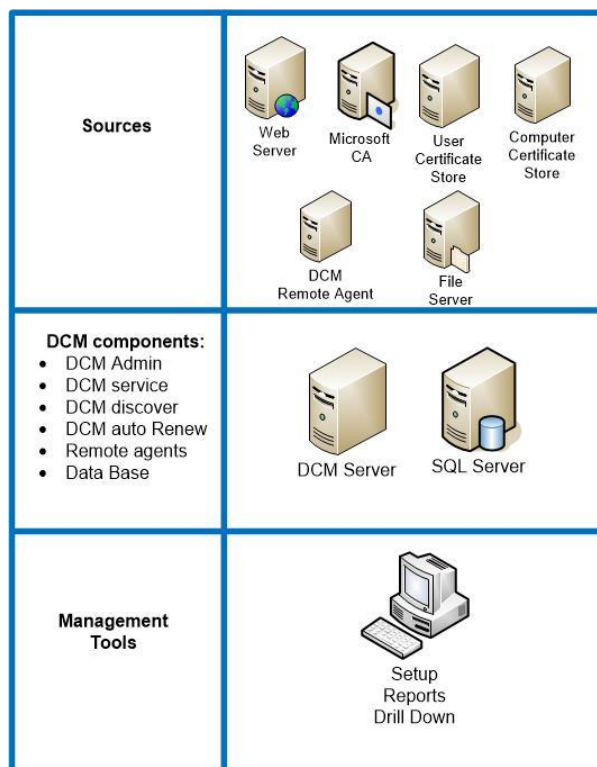 Sources
Web
Server
Microsoft
CA
User
Certificate
Store
Computer
Certificate
Store
DCM
Remote Agent
File
Server
DCM components:
• DCM Admin
• DCM service
• DCM discover
• DCM auto Renew
• Remote agents
• Data Base
DCM Server
SQL Server
Management
Tools
Setup
Reports
Drill Down